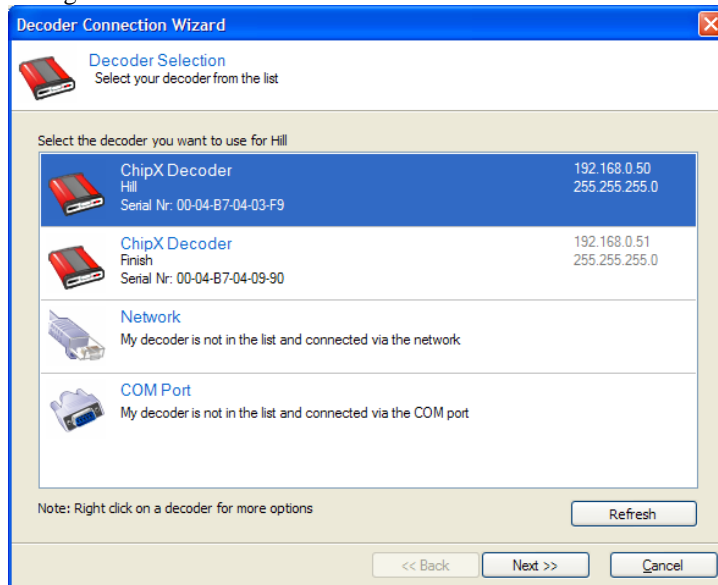 Decoder Connection Wizard
Decoder Selection
Select your decoder from the list
Select the decoder you want to use for Hill
ChipX Decoder
192.168.0.50
Hill
255.255.255.0
Serial Nr: 00-04-B7-04-03-F9
ChipX Decoder
192.168.0.51
Finish
255.255.255.0
Serial Nr: 00-04-B7-04-09-90
Network
My decoder is not in the list and connected via the network
COM Port
My decoder is not in the list and connected via the COM port
Note: Right click on a decoder for more options
Refresh
<< Back
Next >>
Cancel